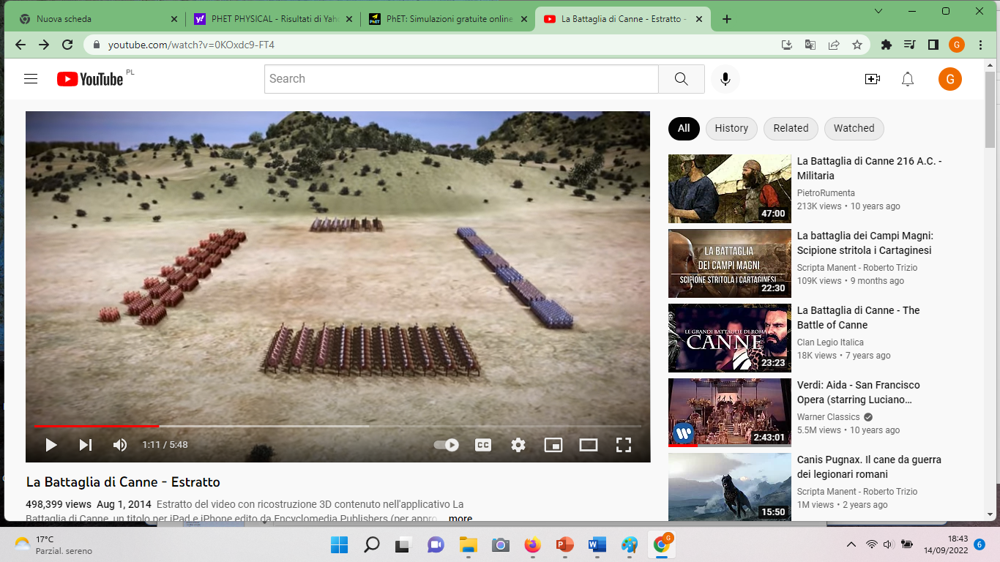 Nuova scheda
PHET PHYSICAL - Risultati di Yah
PhET: Simulazioni gratuite online
La Battaglia di Canne - Estratto -
youtube.com/watch?v=0KOxdc9-FT4
G
YouTube PL
Search
G
All
History
Related
Watched
1:11 / 5:48
CC
La Battaglia di Canne - Estratto
498,399 views Aug 1, 2014 Estratto del video con ricostruzione 3D contenuto nell'applicativo La
Battaglia di Canne, un titolo per iPad e iPhone edito da Encyclomedia Publishers (per appro ...more
47:00
La Battaglia di Canne 216 A.C. -
Militaria
PietroRumenta
213K views • 10 years ago
LA BATTAGLIA
DEI CAMPI MAGNI
SCIPIONE STRITOLA I CARTAGINESI
22:30
La battaglia dei Campi Magni:
Scipione stritola i Cartaginesi
Scripta Manent - Roberto Trizio
109K views • 9 months ago
LE GRANDI BATTAGLIE DI ROMA
CANNE
23:23
La Battaglia di Canne - The
Battle of Canne
Clan Legio Italica
18K views • 7 years ago
2:43:01
Verdi: Aida - San Francisco
Opera (starring Luciano…
Warner Classics
5.5M views • 10 years ago
15:50
Canis Pugnax. Il cane da guerra
dei legionari romani
Scripta Manent - Roberto Trizio
1M views • 2 years ago
17°C
Parzial. sereno
18:43
14/09/2022
6